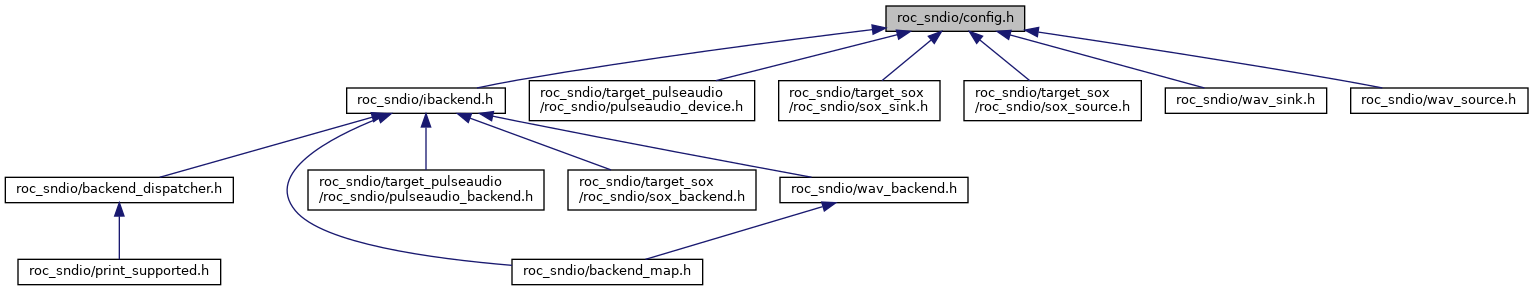 roc_sndio/config.h
roc_sndio/ibackend.h
roc_sndio/target_pulseaudio
/roc_sndio/pulseaudio_device.h
roc_sndio/target_sox
/roc_sndio/sox_sink.h
roc_sndio/target_sox
/roc_sndio/sox_source.h
roc_sndio/wav_sink.h
roc_sndio/wav_source.h
roc_sndio/backend_dispatcher.h
roc_sndio/target_pulseaudio
/roc_sndio/pulseaudio_backend.h
roc_sndio/target_sox
/roc_sndio/sox_backend.h
roc_sndio/wav_backend.h
roc_sndio/print_supported.h
roc_sndio/backend_map.h